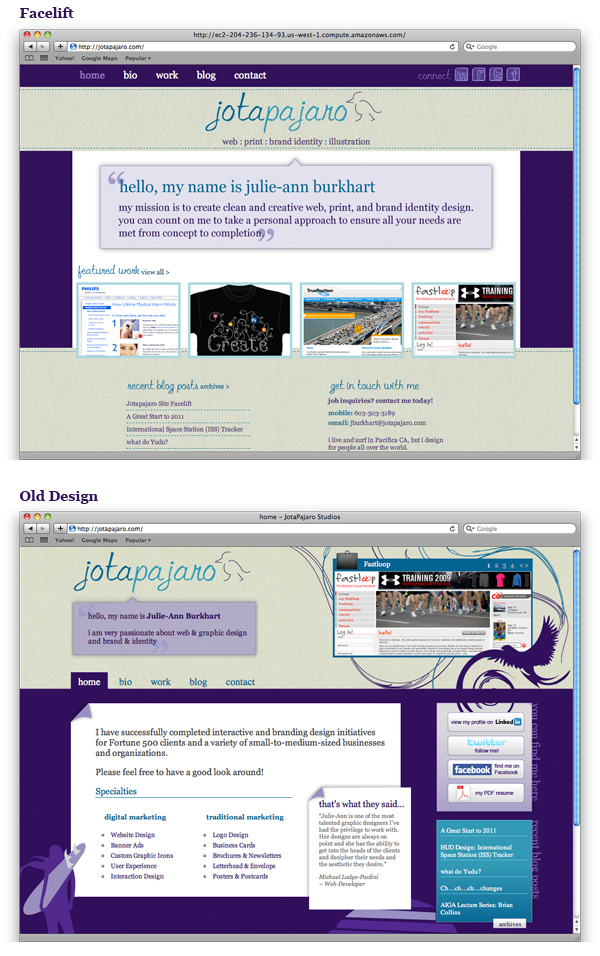 Facelift
http://ec2-204-236-134-93.us-west-1.compute.amazonaws.com/
http://jotapajaro.com/
Google
Yahoo! Google Maps Popular
home bio work blog contact
connect
jotapajaro
web : print : brand identity : illustration
hello, my name is julie-ann burkhart
my mission is to create clean and creative web, print, and brand identity design.
you can count on me to take a personal approach to ensure all your needs are
met from concept to completion.
featured work view all >
PHILIPS
How Lifeline Medical Alarm Works
1
2
3
Create
TruePosition
fastloop
TRAINING
Log In!
hello!
recent blog posts archives >
Jotapajaro Site Facelift
A Great Start to 2011
International Space Station (ISS) Tracker
what do Yudu?
get in touch with me
job inquiries? contact me today!
mobile: 603-303-3189
email: jburkhart@jotapajaro.com
i live and surf in Pacifica CA, but i design
for people all over the world.
Old Design
home – JotaPajaro Studios
http://jotapajaro.com/
Google
Yahoo! Google Maps Popular
jotapajaro
hello, my name is Julie-Ann Burkhart
i am very passionate about web & graphic design
and brand & identity
Fastloop
1 2 3 4 < >
fastloop
TRAINING 2009
Log In!
hello!
home bio work blog contact
I have successfully completed interactive and branding design initiatives
for Fortune 500 clients and a variety of small-to-medium-sized businesses
and organizations.
Please feel free to have a good look around!
Specialties
digital marketing
Website Design
Banner Ads
Custom Graphic Icons
User Experience
Interaction Design
traditional marketing
Logo Design
Business Cards
Brochures & Newsletters
Letterhead & Envelops
Posters & Postcards
that's what they said...
"Julie-Ann is one of the
most talented graphic designers I've
had the privilege to work with.
Her designs are always on
point and she has the ability to
get into the heads of the clients
and decipher their needs and
the aesthetic they desire."
Michael Lodge-Paolini
~ Web Developer
you can find me here
view my profile on LinkedIn
twitter
follow me!
facebook find me on
Facebook
my PDF resume
recent blog posts
A Great Start to 2011
HUD Design: International
Space Station (ISS) Tracker
what do Yudu?
Ch...ch...ch...changes
AIGA Lecture Series: Brian
Collins
archives